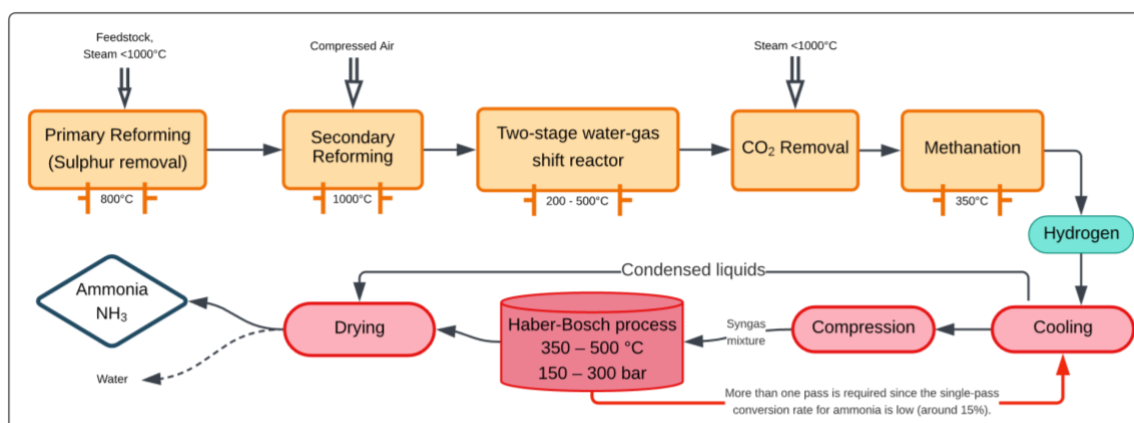 Feedstock,
Steam <1000°C
Compressed Air
Steam <1000°C
Primary Reforming
(Sulphur removal)
Secondary
Reforming
Two-stage water-gas
shift reactor
CO₂ Removal
Methanation
800°C
1000°C
200 - 500°C
350°C
Hydrogen
Condensed liquids
Ammonia
NH₃
Drying
Haber-Bosch process
350 – 500 °C
150 – 300 bar
Syngas
mixture
Compression
Cooling
Water
More than one pass is required since the single-pass
conversion rate for ammonia is low (around 15%).